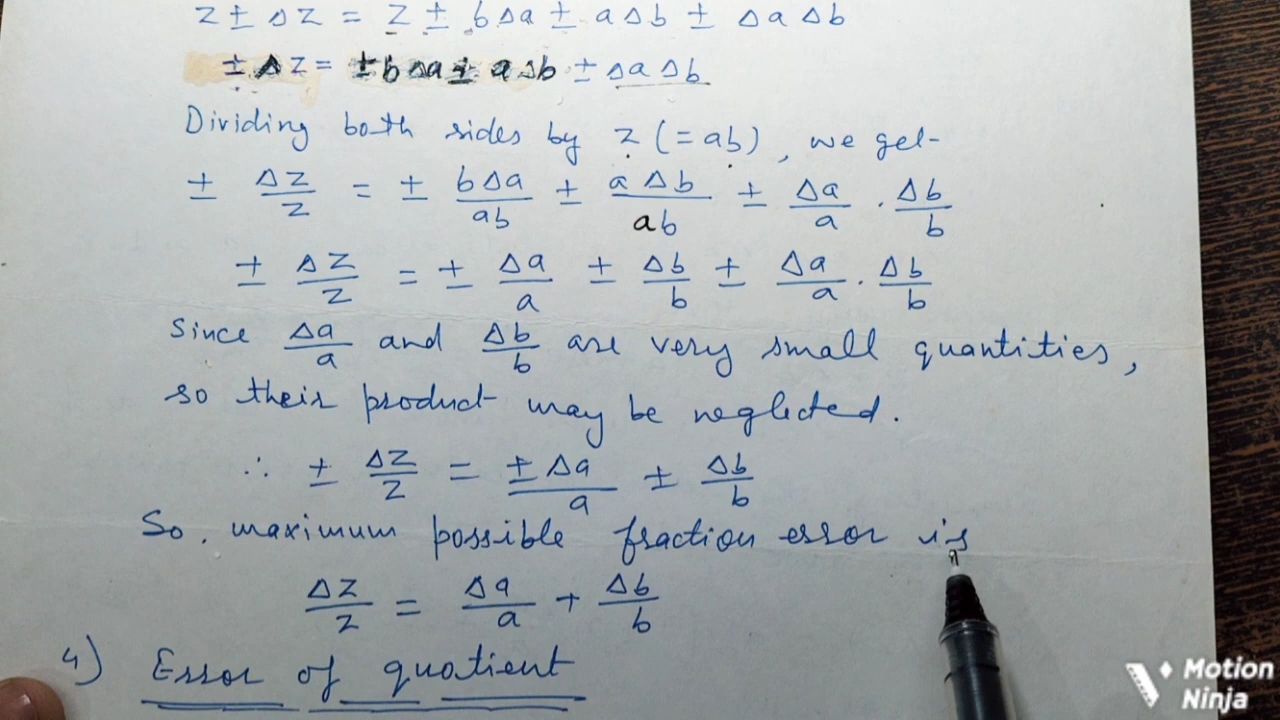 z ± Δz = z ± bΔa ± aΔb ± ΔaΔb
± Δz = ±bΔa ± aΔb ± ΔaΔb
Dividing both sides by z (=ab), we get-
± Δz/z = ± bΔa/ab ± aΔb/ab ± Δa/a . Δb/b
± Δz/z = ± Δa/a ± Δb/b ± Δa/a . Δb/b
Since Δa/a and Δb/b are very small quantities,
so their product may be neglected.
∴ ± Δz/z = ±Δa/a ± Δb/b
So. maximum possible fraction error is
Δz/z = Δa/a + Δb/b
4) Error of quotient
Motion
Ninja